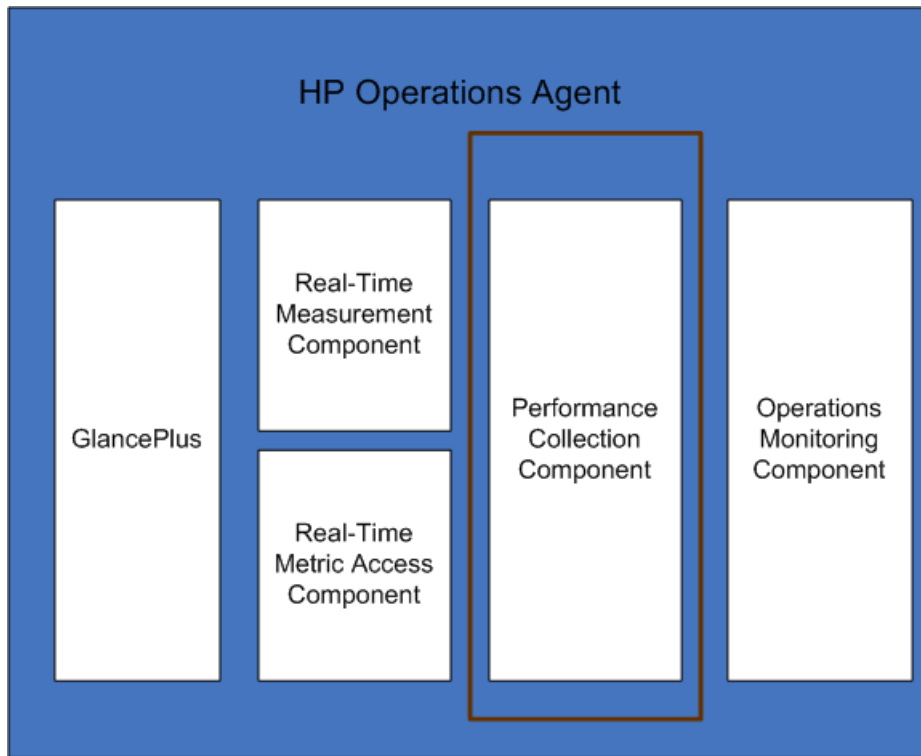 HP Operations Agent
GlancePlus
Real-Time
Measurement
Component
Real-Time
Metric Access
Component
Performance
Collection
Component
Operations
Monitoring
Component